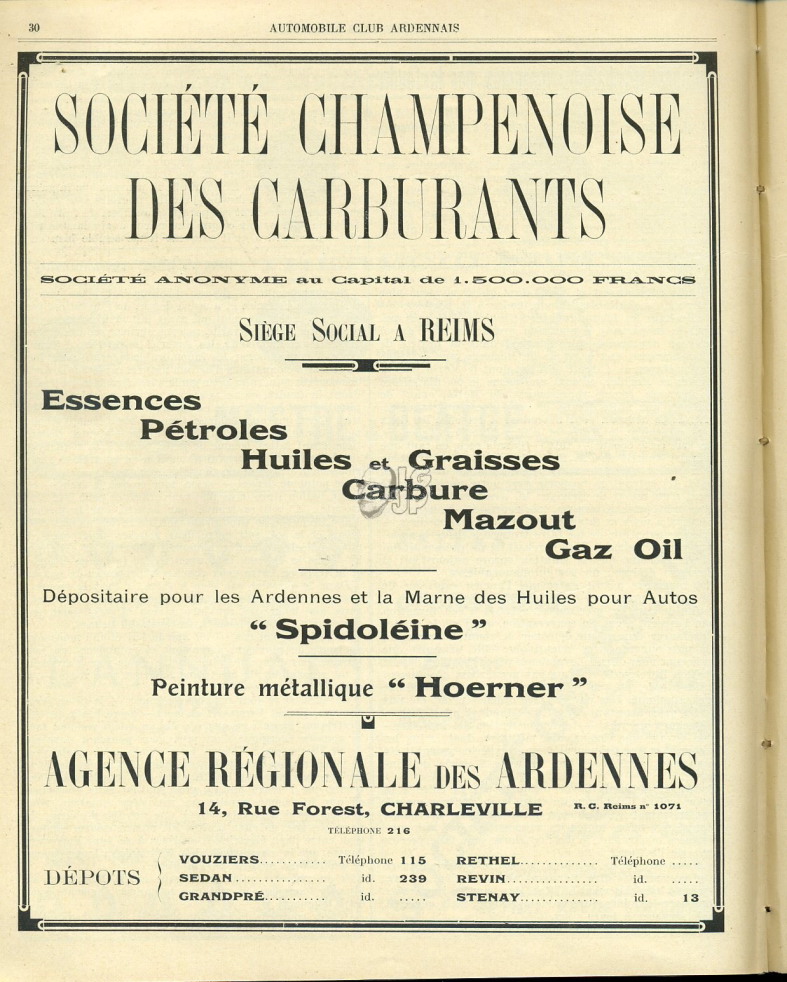 30
AUTOMOBILE CLUB ARDENNAIS
SOCIÉTÉ CHAMPENOISE
DES CARBURANTS
SOCIÉTÉ ANONYME au Capital de 1.500.000 FRANCS
SIÈGE SOCIAL A REIMS
Essences
Pétroles
Huiles et Graisses
Carbure
Mazout
Gaz Oil
Dépositaire pour les Ardennes et la Marne des Huiles pour Autos
“ Spidoléine ”
Peinture métallique “ Hoerner ”
AGENCE RÉGIONALE DES ARDENNES
14, Rue Forest, CHARLEVILLE R. C. Reims n° 1071
TÉLÉPHONE 216
DÉPOTS
VOUZIERS............ Téléphone 115 RETHEL.............. Téléphone .....
SEDAN ................ id. 239 REVIN................ id. .....
GRANDPRÉ........... id. ..... STENAY.............. id. 13